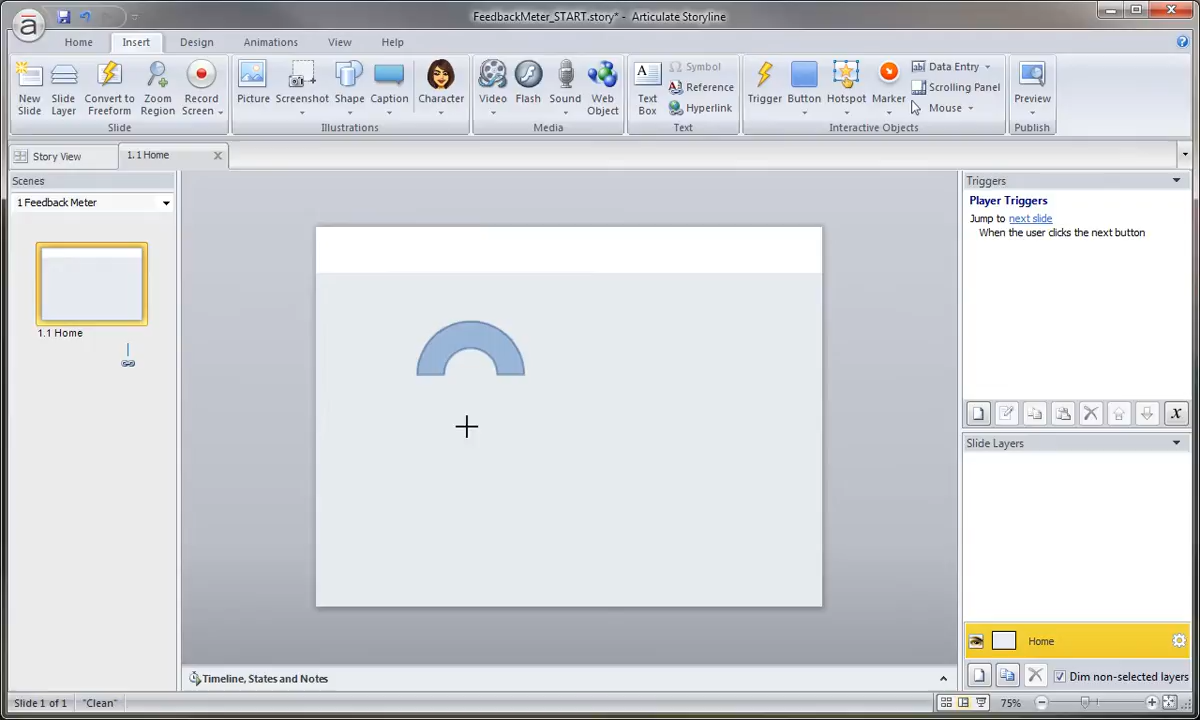 FeedbackMeter_START.story* - Articulate Storyline
Home Insert Design Animations View Help
New Slide
Slide Layer
Convert to Freeform
Zoom Region
Record Screen
Slide
Picture
Screenshot
Shape
Caption
Character
Illustrations
Video
Flash
Sound
Web Object
Media
Text Box
Symbol
Reference
Hyperlink
Text
Trigger
Button
Hotspot
Marker
Data Entry
Scrolling Panel
Mouse
Interactive Objects
Preview
Publish
Story View
1.1 Home
Scenes
1 Feedback Meter
1.1 Home
Triggers
Player Triggers
Jump to next slide
When the user clicks the next button
Slide Layers
Home
Dim non-selected layers
Timeline, States and Notes
Slide 1 of 1
"Clean"
75%